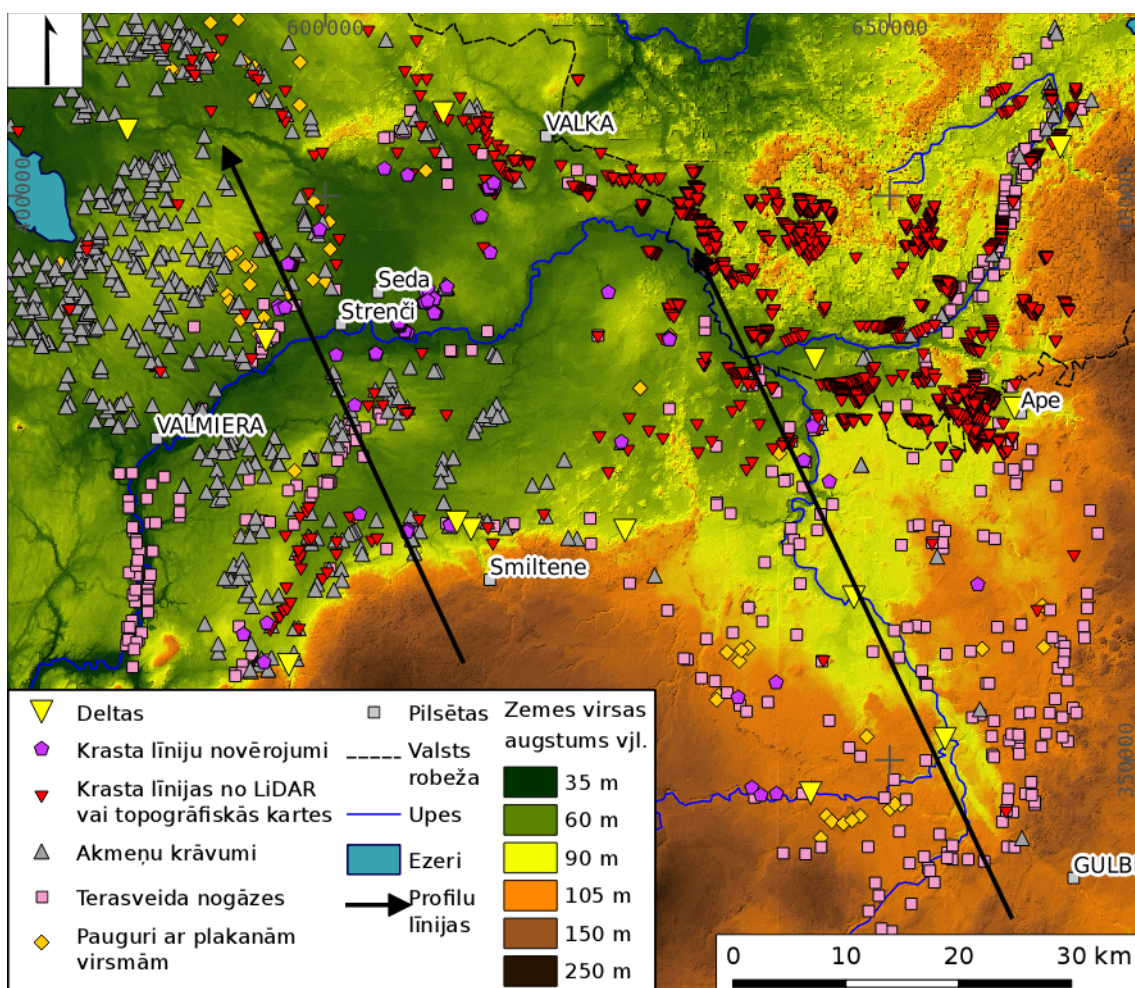 600000
650000
VALKA
400000
400000
Seda
Strenči
VALMIERA
Ape
Smiltene
350000
GULBE
Deltas
Krasta līniju novērojumi
Krasta līnijas no LiDAR
vai topogrāfiskās kartes
Akmeņu krāvumi
Terasveida nogāzes
Pauguri ar plakanām
virsmām
Pilsētas
Valsts
robeža
Upes
Ezeri
Profilu
līnijas
Zemes virsas
augstums vjl.
35 m
60 m
90 m
105 m
150 m
250 m
0 10 20 30 km